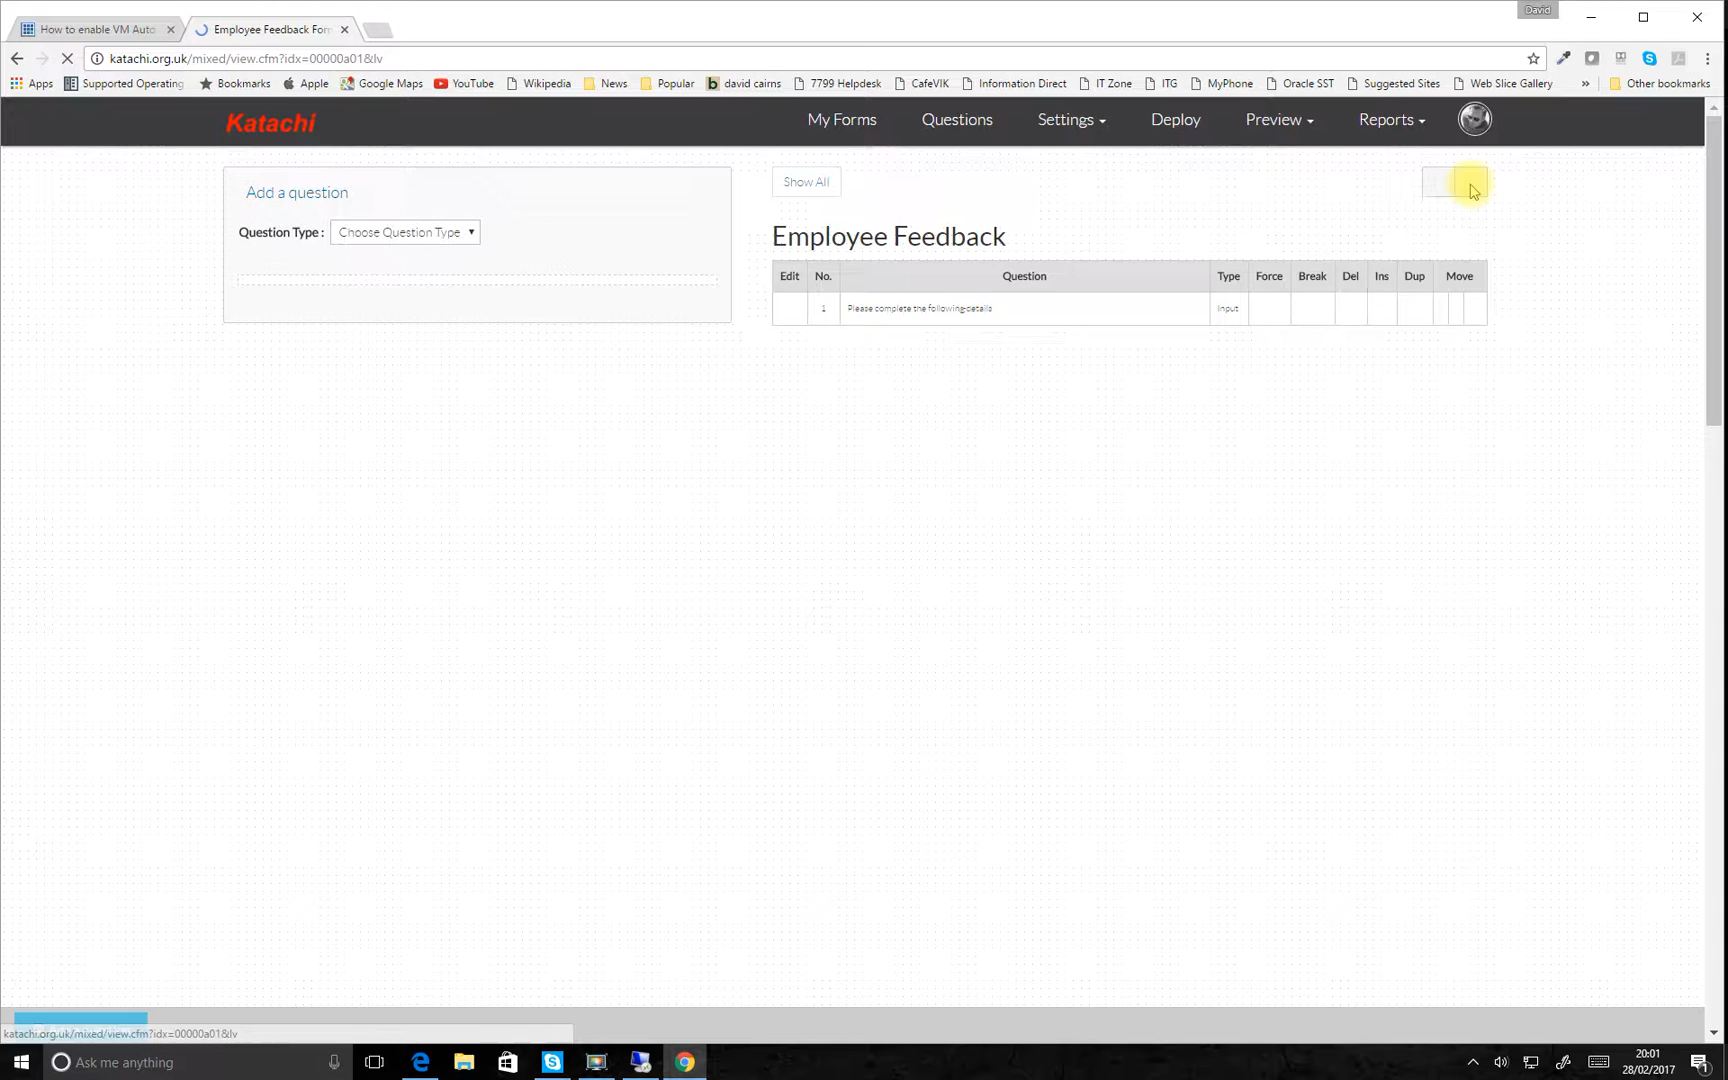 David
How to enable VM Auto
Employee Feedback Form
katachi.org.uk/mixed/view.cfm?idx=00000a01&lv
Apps
Supported Operating
Bookmarks
Apple
Google Maps
YouTube
Wikipedia
News
Popular
david cairns
7799 Helpdesk
CafeVIK
Information Direct
IT Zone
ITG
MyPhone
Oracle SST
Suggested Sites
Web Slice Gallery
»
Other bookmarks
Katachi
My Forms
Questions
Settings
Deploy
Preview
Reports
Add a question
Question Type :
Choose Question Type
Show All
Employee Feedback
Edit No. Question Type Force Break Del Ins Dup Move
1 Please complete the following details Input
katachi.org.uk/mixed/view.cfm?idx=00000a01&lv
Ask me anything
20:01
28/02/2017
1